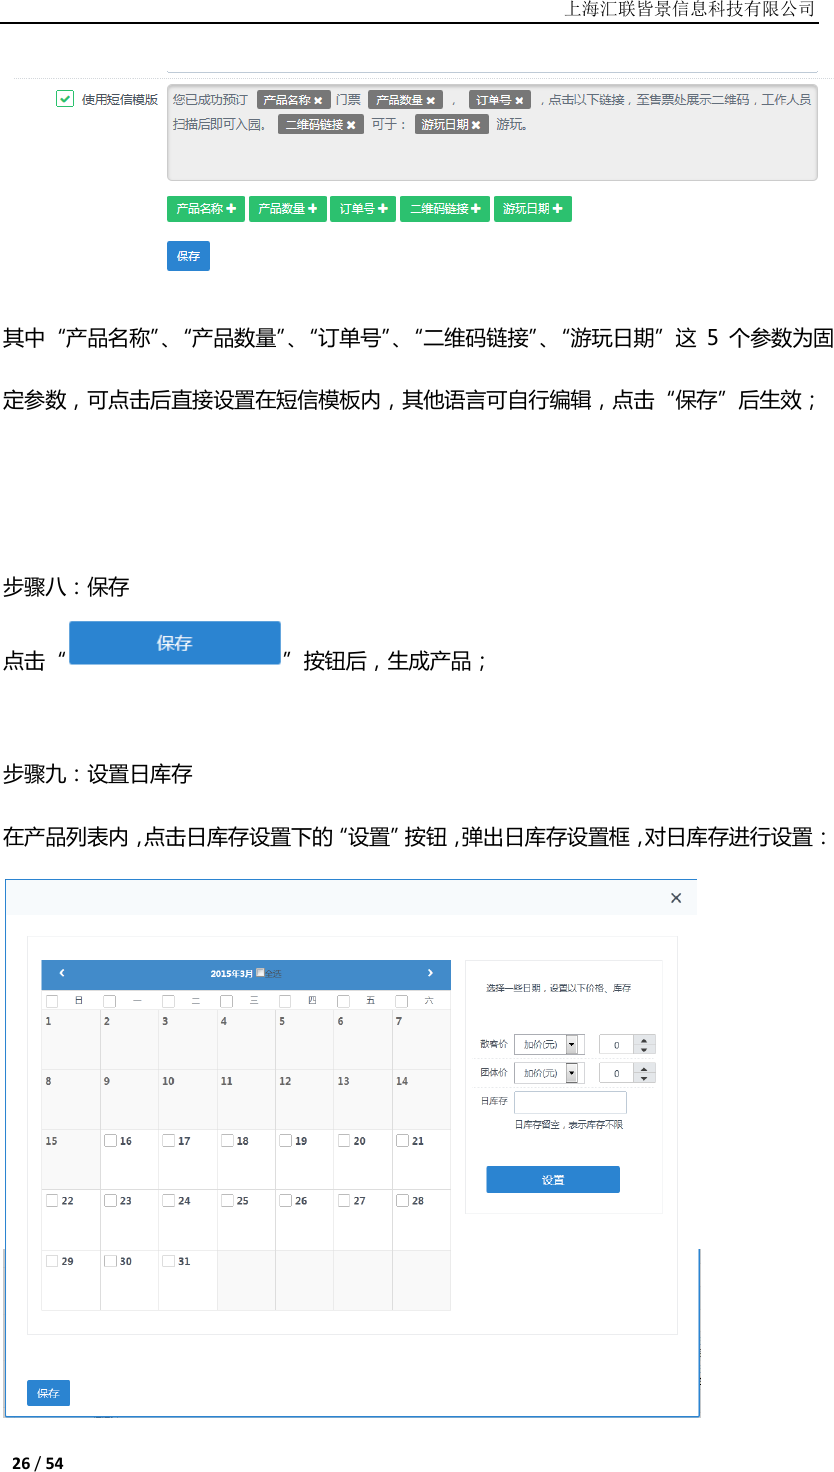 上海汇联皆景信息科技有限公司
使用短信模版 您已成功预订 产品名称 × 门票 产品数量 × ， 订单号 × ，点击以下链接，至售票处展示二维码，工作人员
扫描后即可入园。 二维码链接 × 可于： 游玩日期 × 游玩。
产品名称 + 产品数量 + 订单号 + 二维码链接 + 游玩日期 +
保存
其中“产品名称”、“产品数量”、“订单号”、“二维码链接”、“游玩日期”这 5 个参数为固
定参数，可点击后直接设置在短信模板内，其他语言可自行编辑，点击“保存”后生效；
步骤八：保存
点击“ 保存 ”按钮后，生成产品；
步骤九：设置日库存
在产品列表内，点击日库存设置下的“设置”按钮，弹出日库存设置框，对日库存进行设置：
×
2015年3月 全选
日 一 二 三 四 五 六
1 2 3 4 5 6 7
8 9 10 11 12 13 14
15 16 17 18 19 20 21
22 23 24 25 26 27 28
29 30 31
选择一些日期，设置以下价格、库存
散客价 加价(元) 0
团体价 加价(元) 0
日库存
日库存留空，表示库存不限
设置
保存
26 / 54